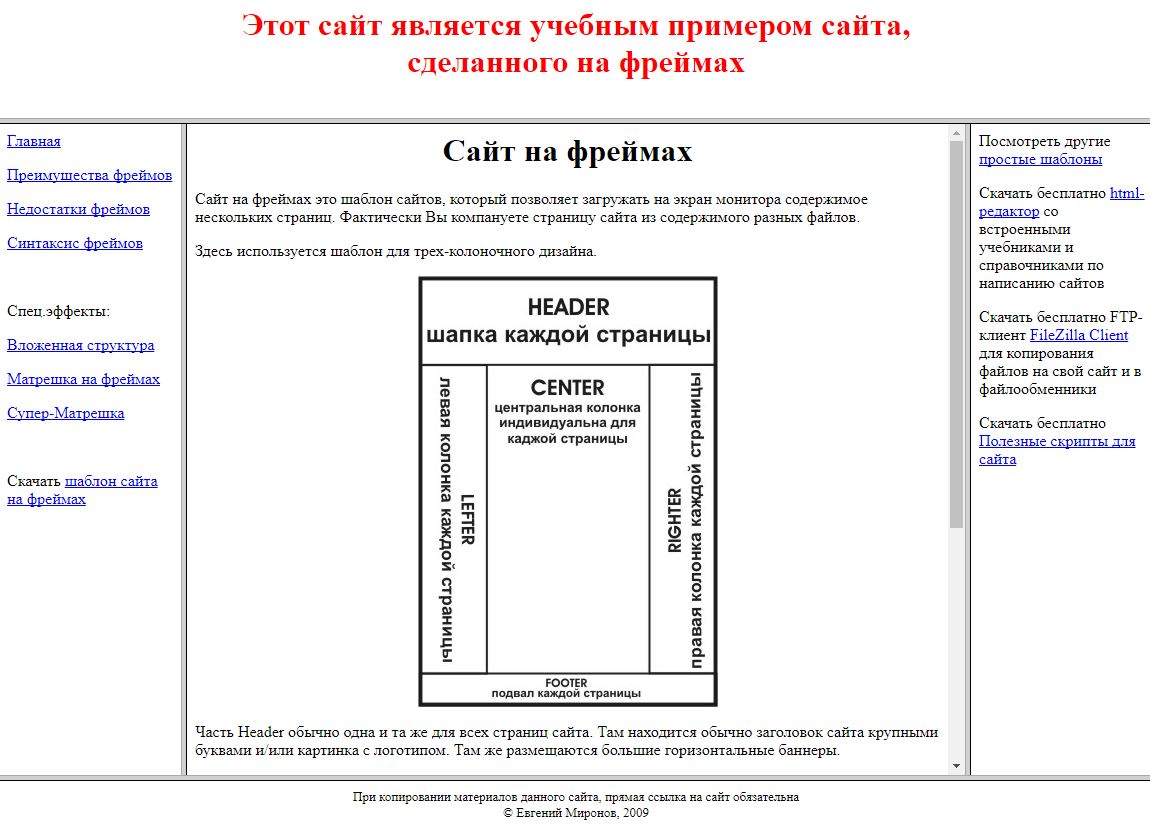 Этот сайт является учебным примером сайта,
сделанного на фреймах
Главная
Преимущества фреймов
Недостатки фреймов
Синтаксис фреймов
Спец.эффекты:
Вложенная структура
Матрешка на фреймах
Супер-Матрешка
Скачать шаблон сайта
на фреймах
Сайт на фреймах
Сайт на фреймах это шаблон сайтов, который позволяет загружать на экран монитора содержимое
нескольких страниц. Фактически Вы компануете страницу сайта из содержимого разных файлов.
Здесь используется шаблон для трех-колоночного дизайна.
HEADER
шапка каждой страницы
левая колонка каждой страницы
LEFTER
CENTER
центральная колонка
индивидуальна для
каджой страницы
RIGHTER
правая колонка каждой страницы
FOOTER
подвал каждой страницы
Часть Header обычно одна и та же для всех страниц сайта. Там находится обычно заголовок сайта крупными
буквами и/или картинка с логотипом. Там же размещаются большие горизонтальные баннеры.
Посмотреть другие
простые шаблоны
Скачать бесплатно html-
редактор со
встроенными
учебниками и
справочниками по
написанию сайтов
Скачать бесплатно FTP-
клиент FileZilla Client
для копирования
файлов на свой сайт и в
файлообменники
Скачать бесплатно
Полезные скрипты для
сайта
При копировании материалов данного сайта, прямая ссылка на сайт обязательна
© Евгений Миронов, 2009